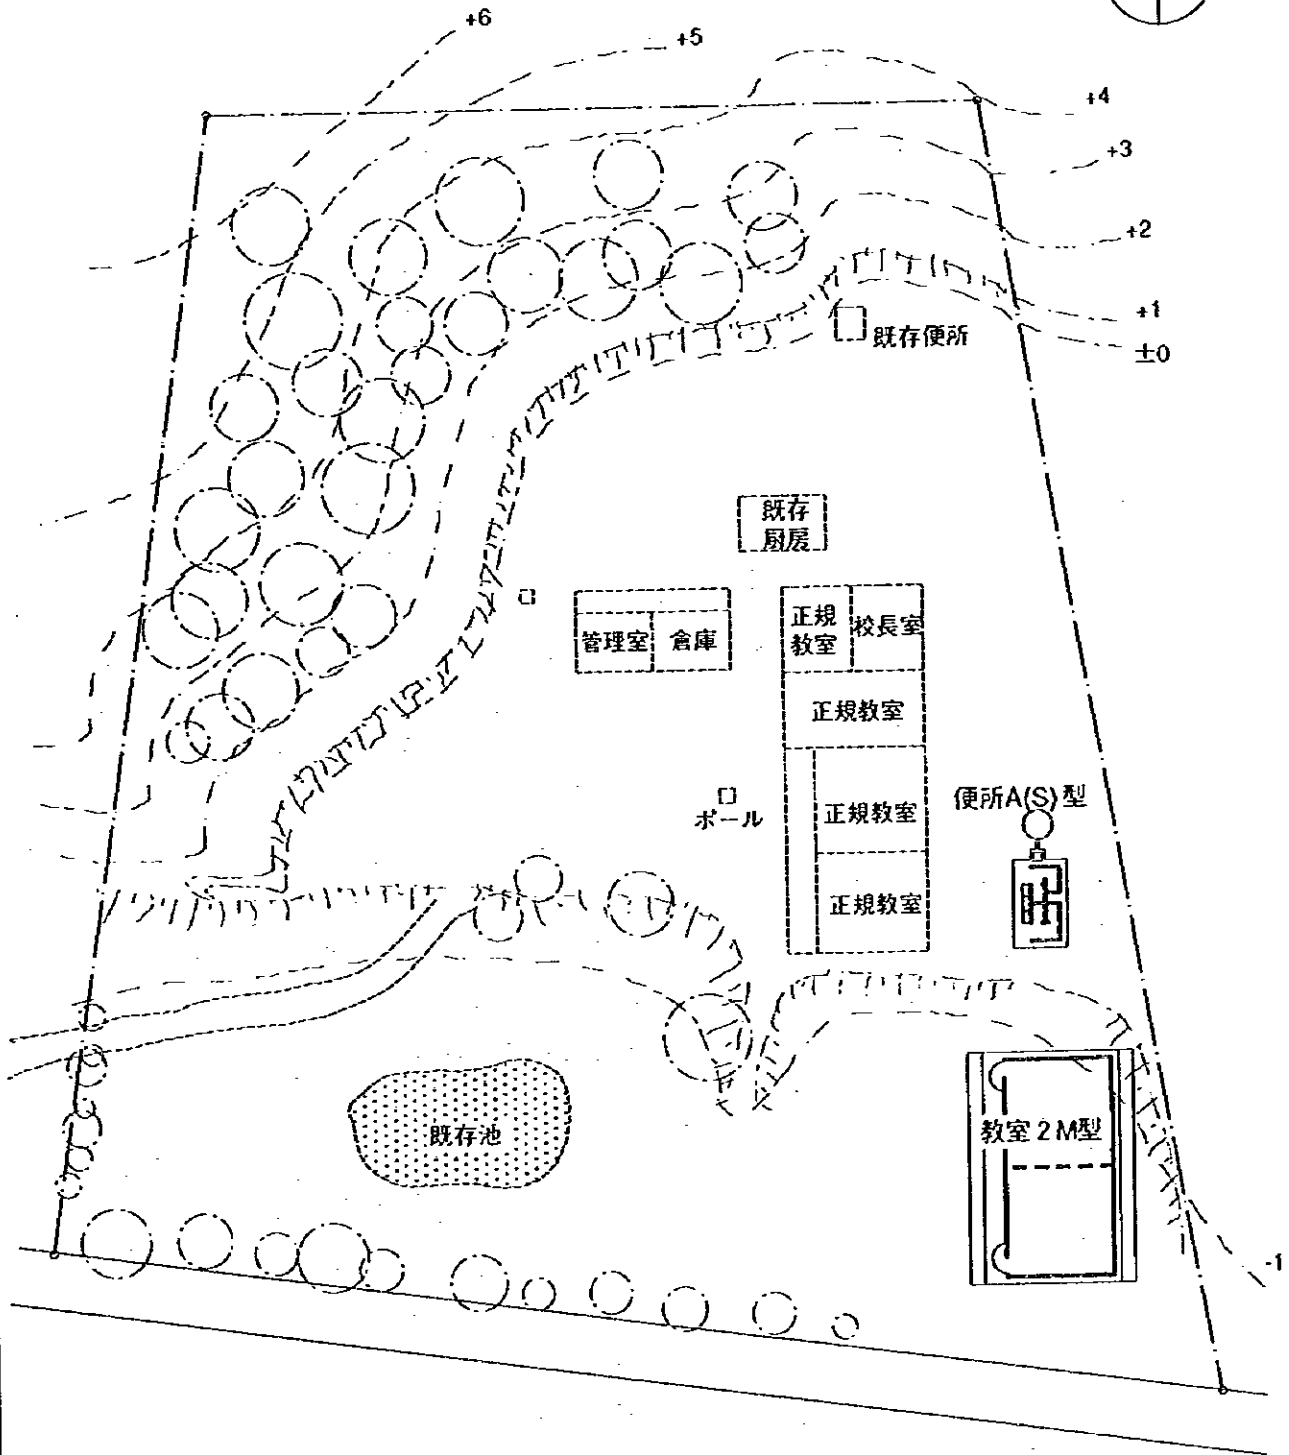 +6
+5
+4
+3
+2
+1
±0
既存便所
既存
厨房
管理室
倉庫
正規
教室
校長室
正規教室
ポール
正規教室
便所A(S)型
正規教室
既存池
教室2M型
-1